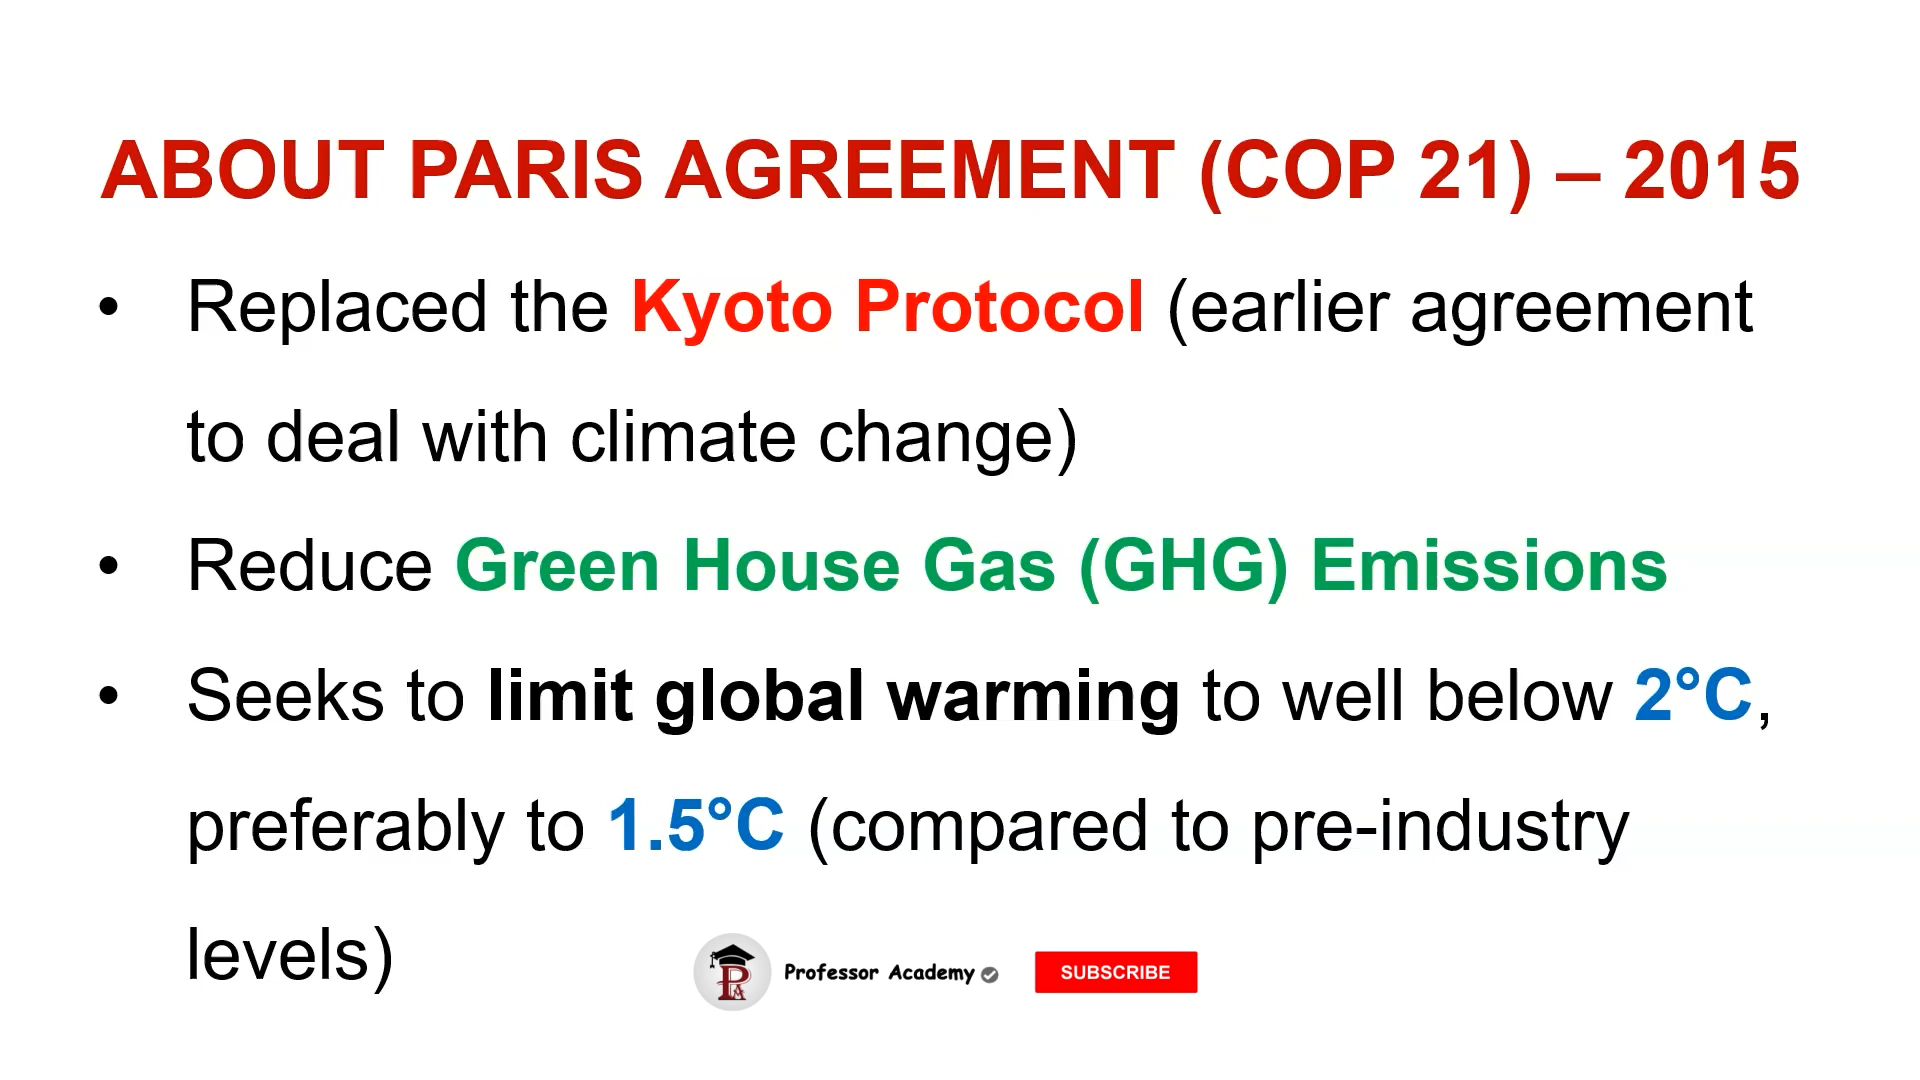 ABOUT PARIS AGREEMENT (COP 21) – 2015
• Replaced the Kyoto Protocol (earlier agreement
to deal with climate change)
• Reduce Green House Gas (GHG) Emissions
• Seeks to limit global warming to well below 2°C,
preferably to 1.5°C (compared to pre-industry
levels)
Professor Academy
SUBSCRIBE